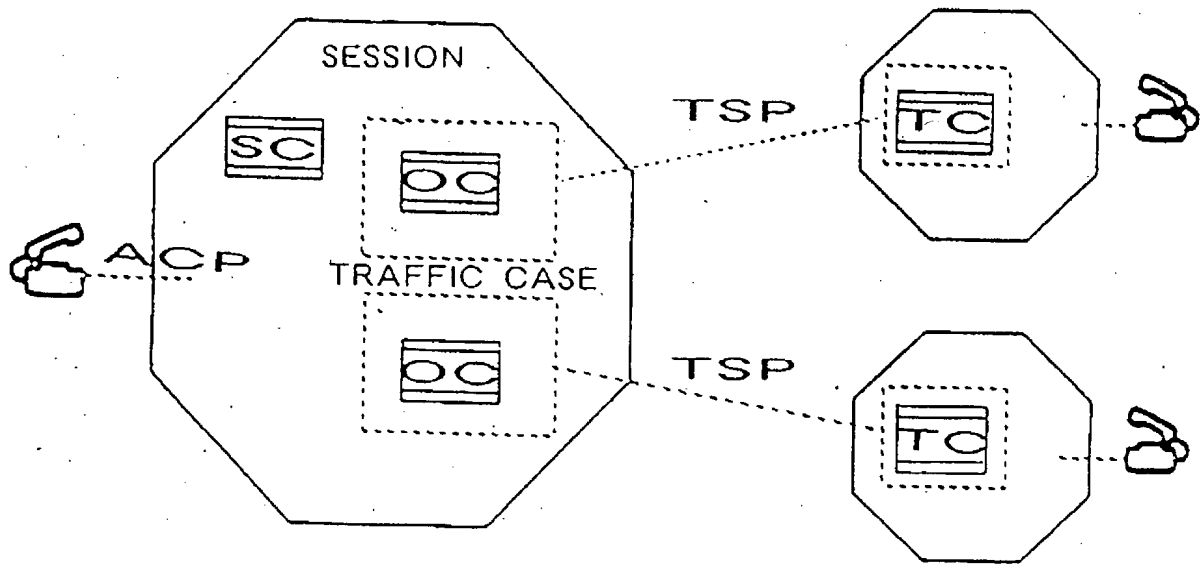 SESSION
SC
OC
ACP
TRAFFIC CASE
OC
TSP
TC
TSP
TC